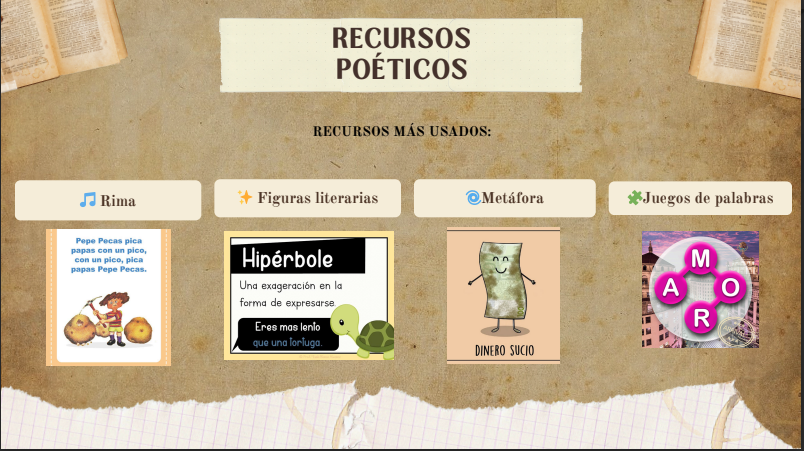 RECURSOS
POÉTICOS
RECURSOS MÁS USADOS:
Rima
Figuras literarias
Metáfora
Juegos de palabras
Pepe Pecas pica
papas con un pico,
con un pico, pica
papas Pepe Pecas.
Hipérbole
Una exageración en la
forma de expresarse.
Eres mas lento
que una tortuga.
DINERO SUCIO
M
A O
R